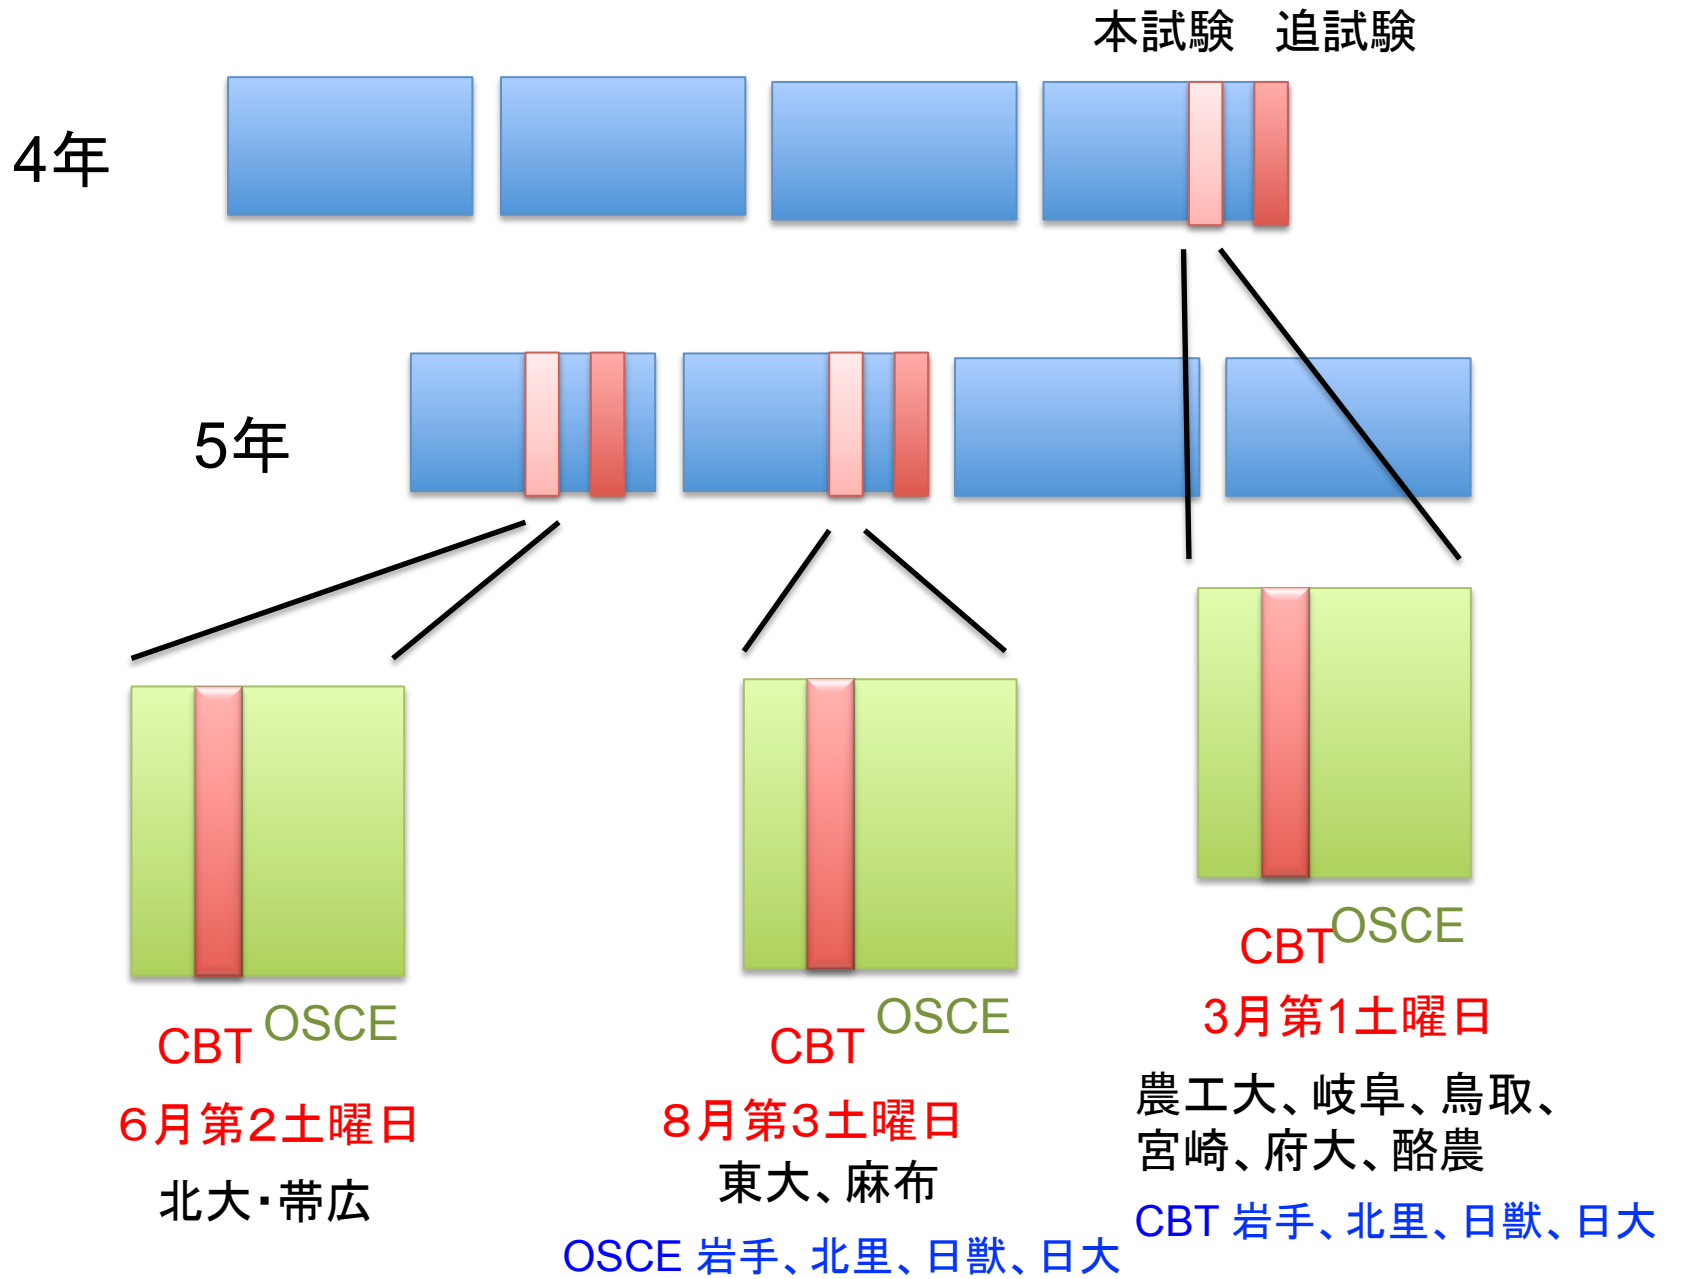 本試験　追試験
4年
5年
CBT OSCE
6月第2土曜日
北大・帯広
CBT OSCE
8月第3土曜日
東大、麻布
OSCE 岩手、北里、日獣、日大
CBT OSCE
3月第1土曜日
農工大、岐阜、鳥取、
宮崎、府大、酪農
CBT 岩手、北里、日獣、日大